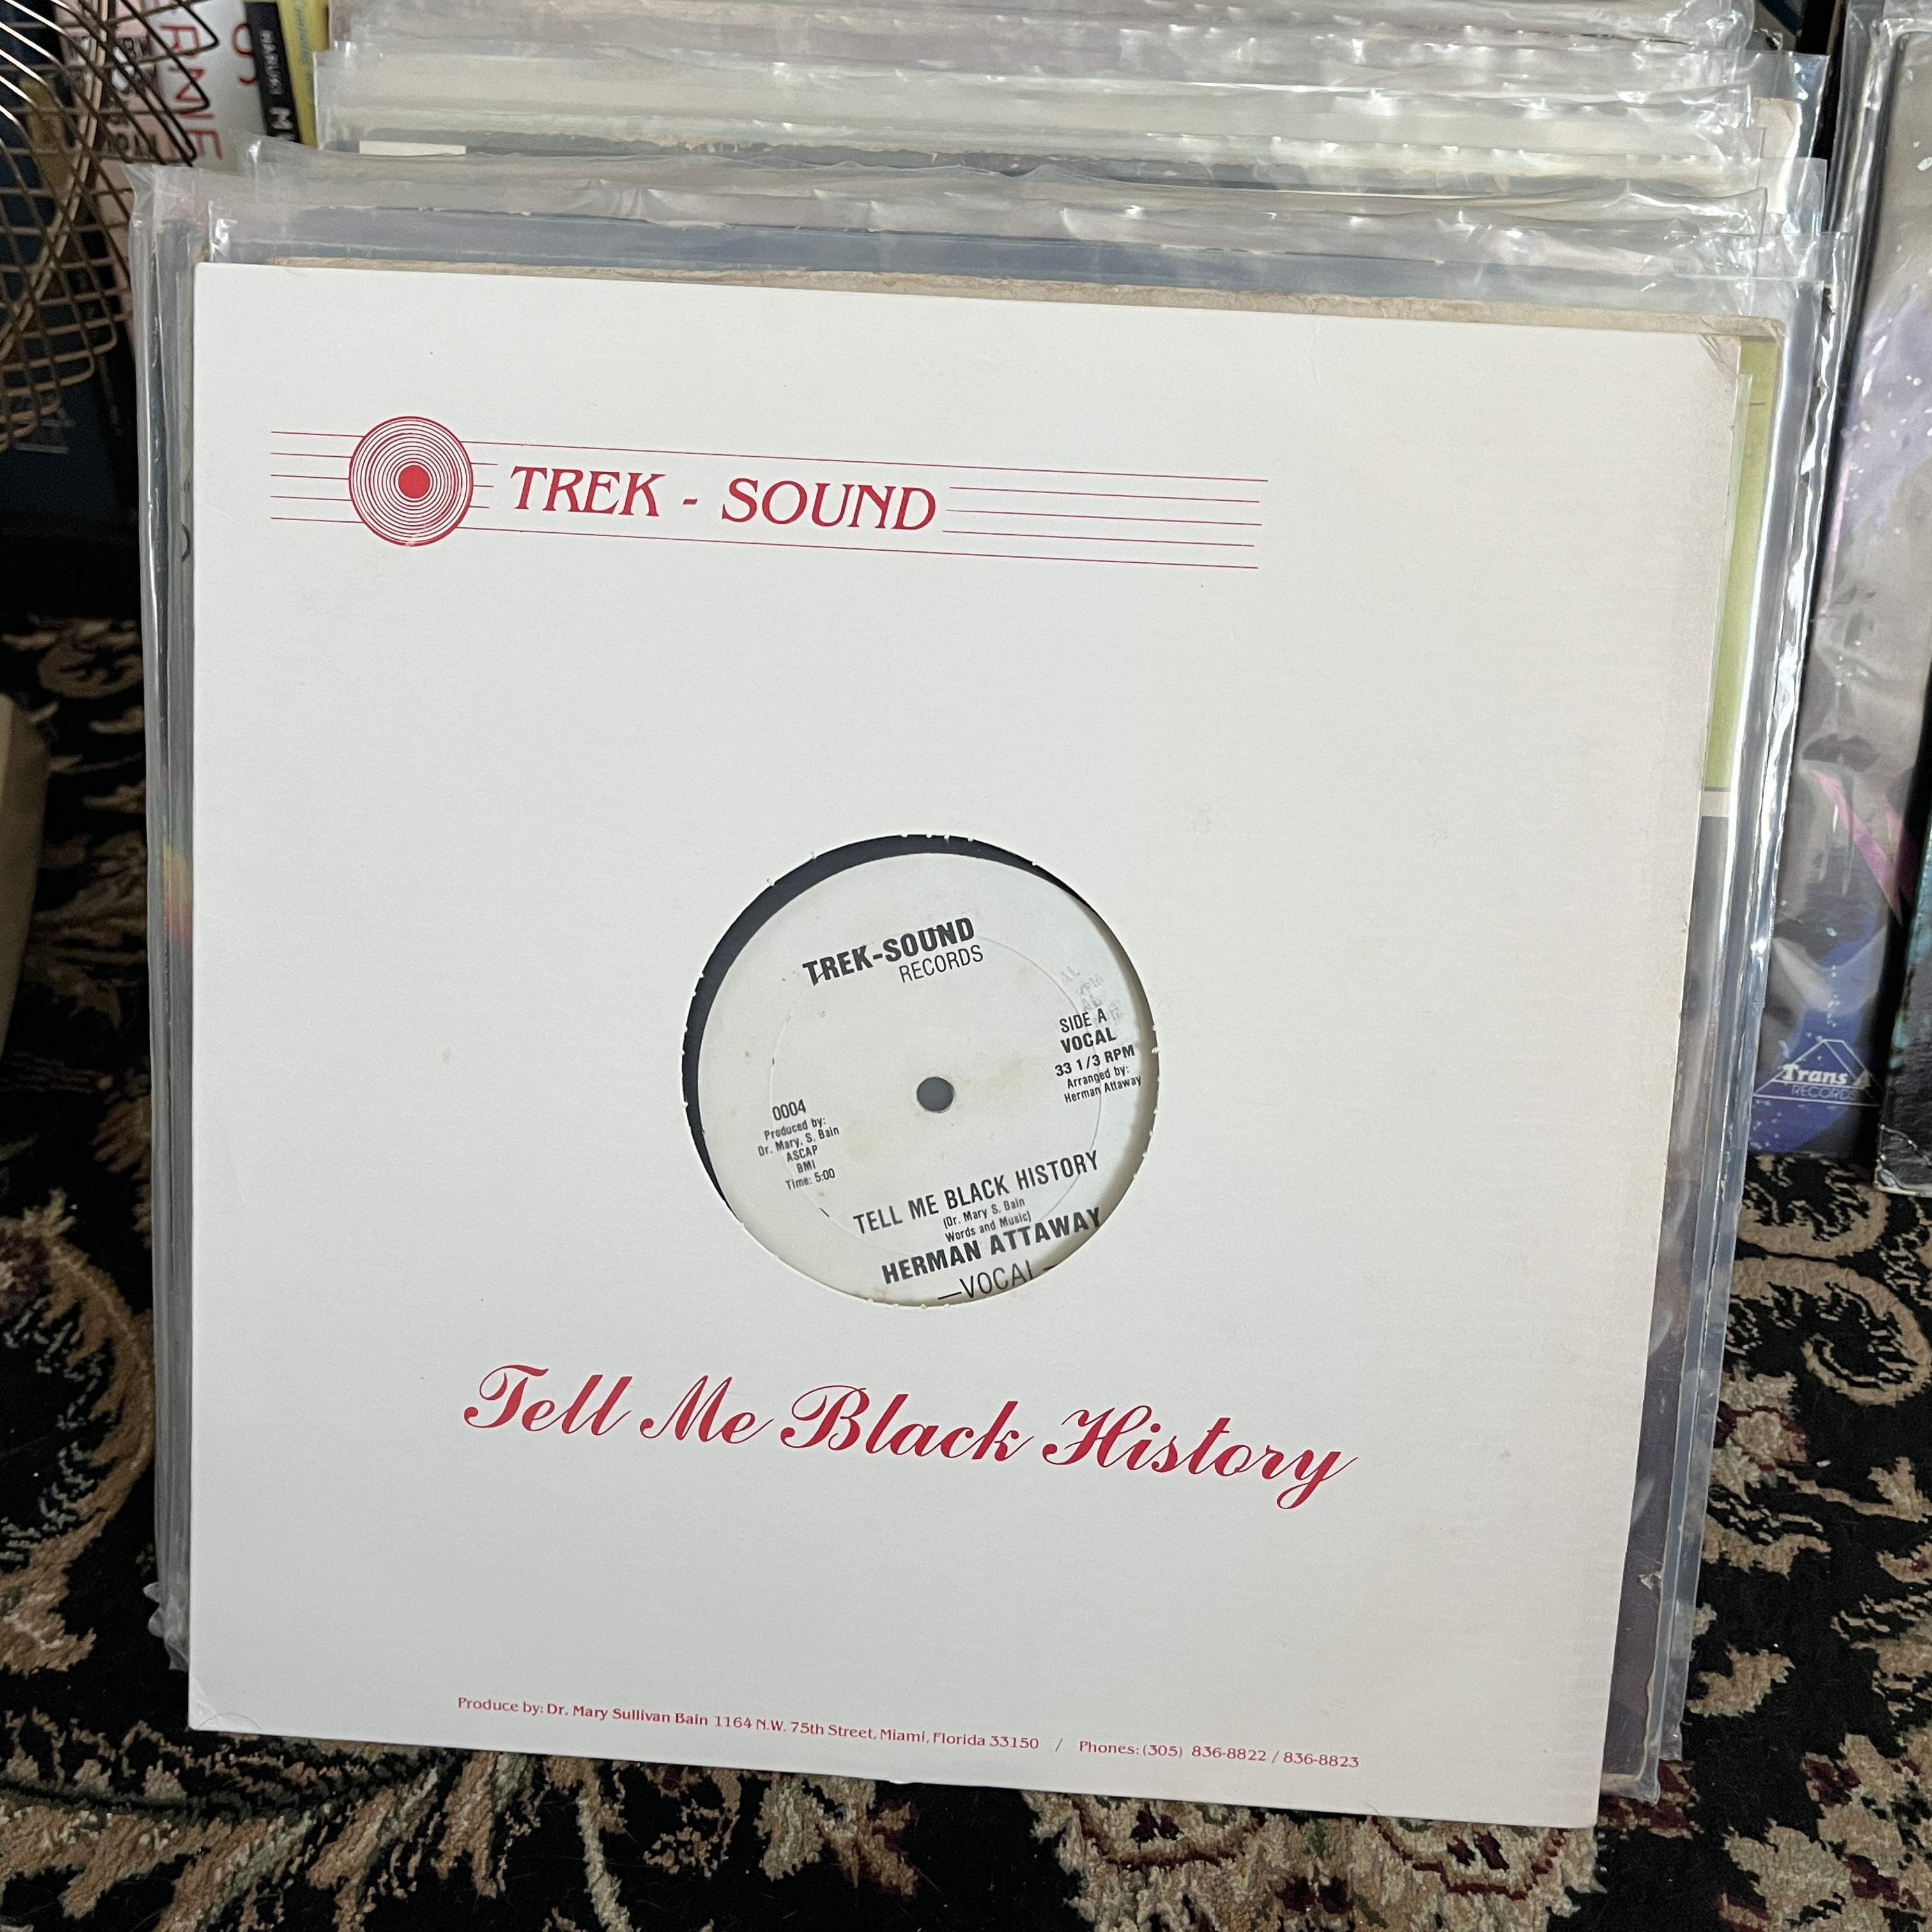 TREK - SOUND
TREK-SOUND
RECORDS
SIDE A
VOCAL
33 1/3 RPM
Arranged by:
Herman Attaway
0004
Produced by:
Dr. Mary. S. Bain
ASCAP
BMI
Time: 5:00
TELL ME BLACK HISTORY
(Dr. Mary S. Bain
Words and Music)
HERMAN ATTAWAY
—VOCAL—
Tell Me Black History
Produce by: Dr. Mary Sullivan Bain 1164 N.W. 75th Street, Miami, Florida 33150 / Phones: (305) 836-8822 / 836-8823
Trans A
RECORDS